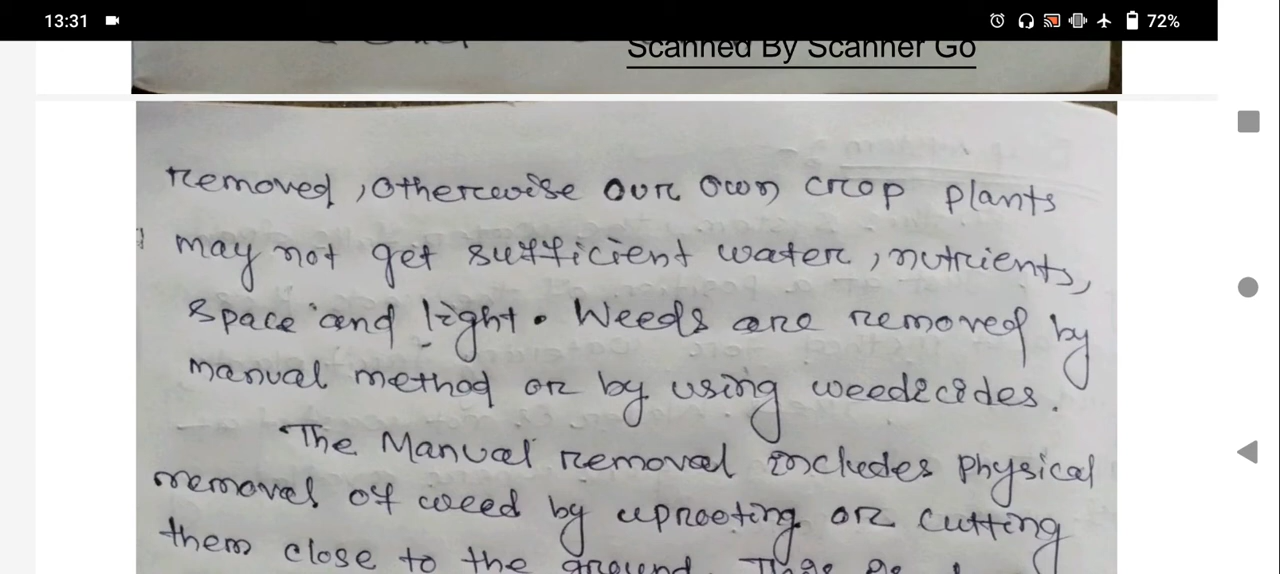 13:31
72%
Scanned By Scanner Go
removed, otherwise our own crop plants
may not get sufficient water, nutrients,
space and light. Weeds are removed by
manual method or by using weedicides.
The Manual removal includes physical
removal of weed by uprooting or cutting
them close to the ground.